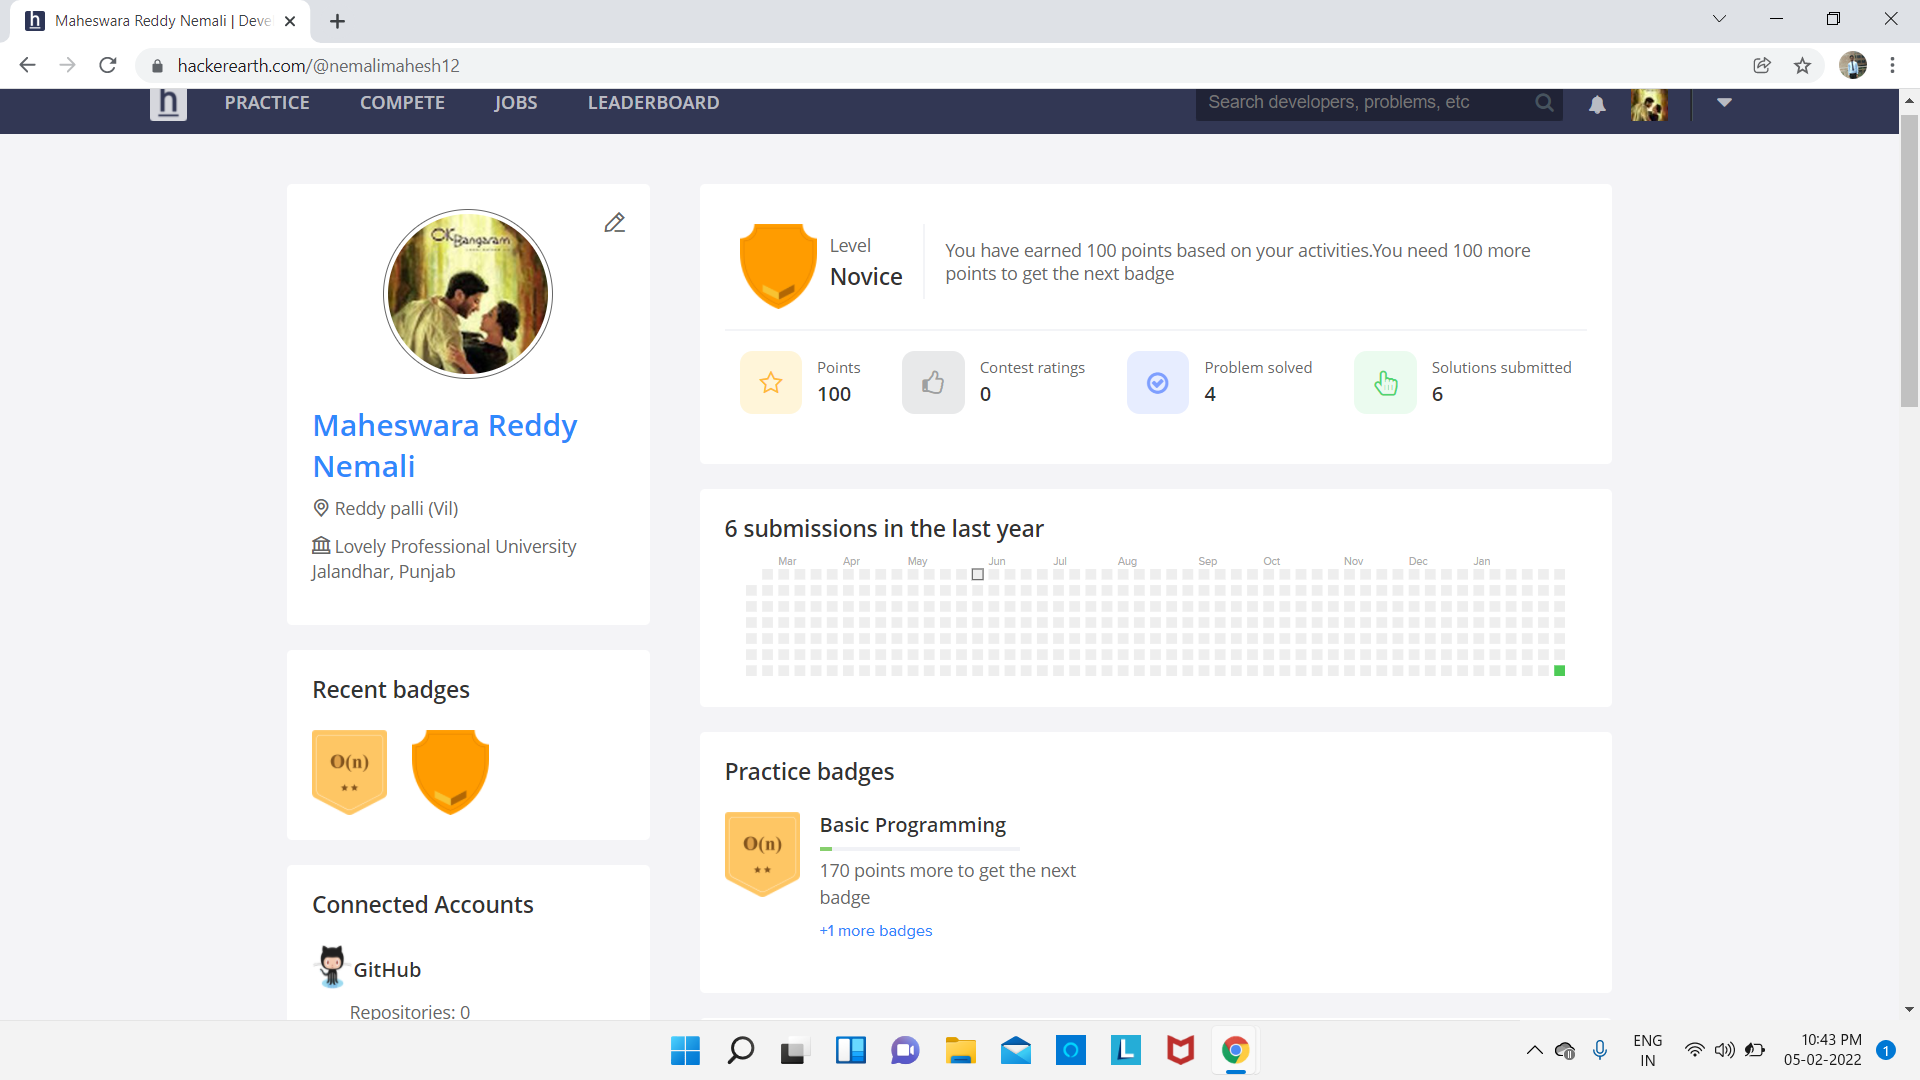 Maheswara Reddy Nemali | Deve
hackerearth.com/@nemalimahesh12
h PRACTICE COMPETE JOBS LEADERBOARD Search developers, problems, etc
OK Bangaram
Maheswara Reddy
Nemali
Reddy palli (Vil)
Lovely Professional University
Jalandhar, Punjab
Recent badges
O(n)
Connected Accounts
GitHub
Repositories: 0
Level
Novice
You have earned 100 points based on your activities.You need 100 more
points to get the next badge
Points
100
Contest ratings
0
Problem solved
4
Solutions submitted
6
6 submissions in the last year
Mar Apr May Jun Jul Aug Sep Oct Nov Dec Jan
Practice badges
O(n)
Basic Programming
170 points more to get the next
badge
+1 more badges
L
ENG
IN
10:43 PM
05-02-2022
1